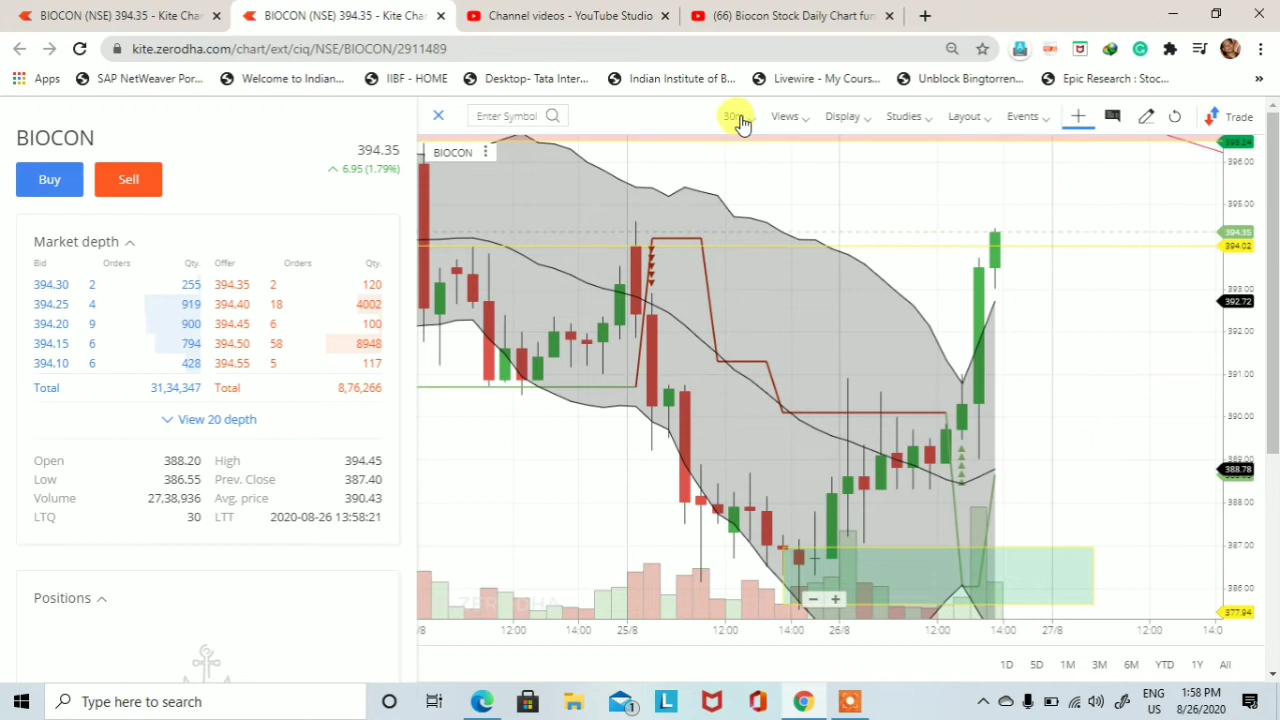 BIOCON (NSE) 394.35 - Kite Cha
BIOCON (NSE) 394.35 - Kite Char
Channel videos - YouTube Studio
(66) Biocon Stock Daily Chart fun
kite.zerodha.com/chart/ext/ciq/NSE/BIOCON/2911489
Apps
SAP NetWeaver Por...
Welcome to Indian...
IIBF - HOME
Desktop- Tata Inter...
Indian Institute of B...
Livewire - My Cours...
Unblock Bingtorren...
Epic Research : Stoc...
»
BIOCON
394.35
6.95 (1.79%)
Buy
Sell
Market depth
Bid Orders Qty. Offer Orders Qty.
394.30 2 255 394.35 2 120
394.25 4 919 394.40 18 4002
394.20 9 900 394.45 6 100
394.15 6 794 394.50 58 8948
394.10 6 428 394.55 5 117
Total 31,34,347 Total 8,76,266
View 20 depth
Open 388.20 High 394.45
Low 386.55 Prev. Close 387.40
Volume 27,38,936 Avg. price 390.43
LTQ 30 LTT 2020-08-26 13:58:21
Positions
Enter Symbol
Views
Display
Studies
Layout
Events
Trade
BIOCON
398.24
396.00
395.00
394.35
394.02
393.00
392.72
392.00
391.00
390.00
388.78
388.00
387.00
386.00
377.94
ZERODHA
/8 12:00 14:00 25/8 12:00 14:00 26/8 12:00 14:00 27/8 12:00 14:0
1D 5D 1M 3M 6M YTD 1Y All
Type here to search
1
ENG
US
1:58 PM
8/26/2020